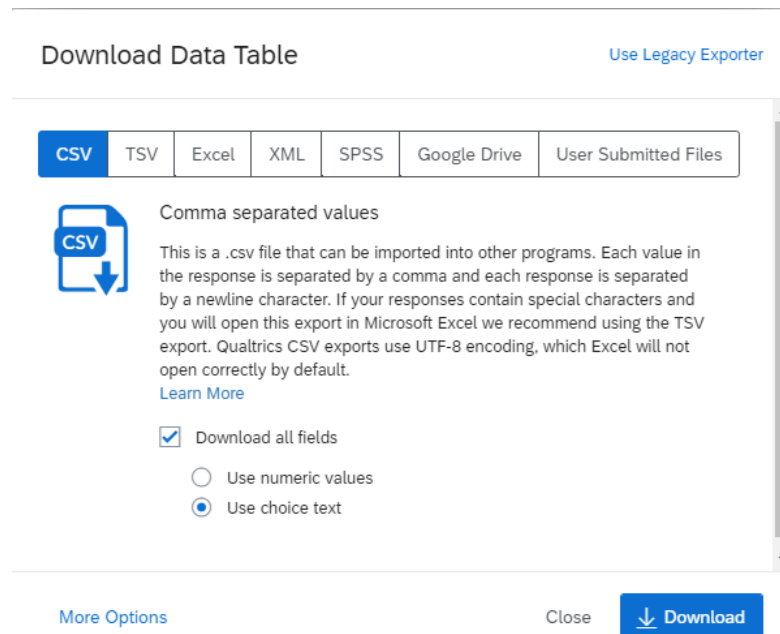 Download Data Table
Use Legacy Exporter
CSV
TSV
Excel
XML
SPSS
Google Drive
User Submitted Files
CSV
Comma separated values
This is a .csv file that can be imported into other programs. Each value in
the response is separated by a comma and each response is separated
by a newline character. If your responses contain special characters and
you will open this export in Microsoft Excel we recommend using the TSV
export. Qualtrics CSV exports use UTF-8 encoding, which Excel will not
open correctly by default.
Learn More
Download all fields
Use numeric values
Use choice text
More Options
Close
Download